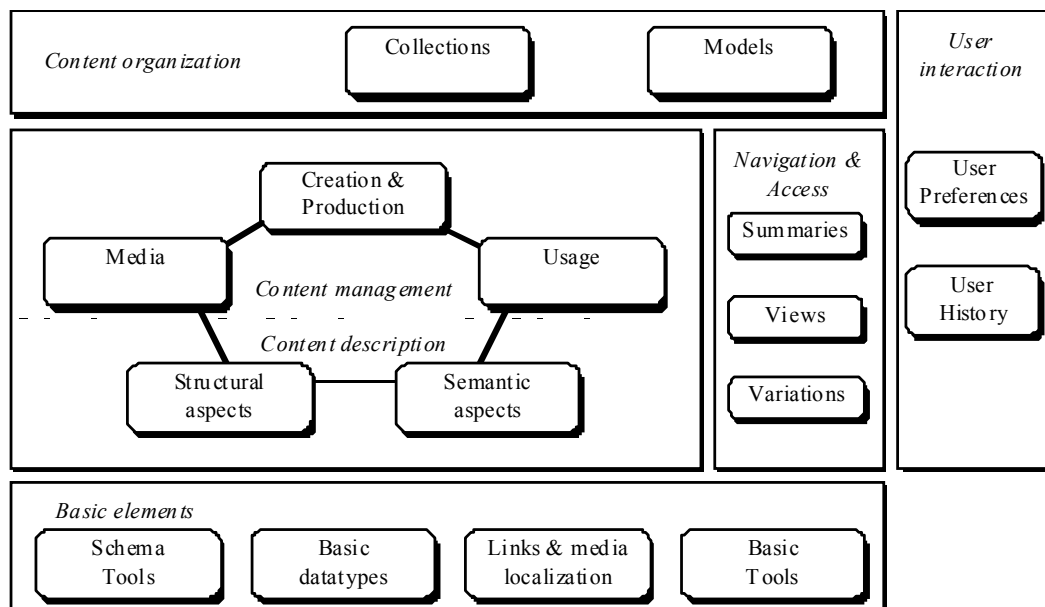 Content organization
Collections
Models
User
interaction
User
Preferences
User
History
Creation &
Production
Media
Usage
Content management
Content description
Structural
aspects
Semantic
aspects
Navigation &
Access
Summaries
Views
Variations
Basic elements
Schema
Tools
Basic
datatypes
Links & media
localization
Basic
Tools